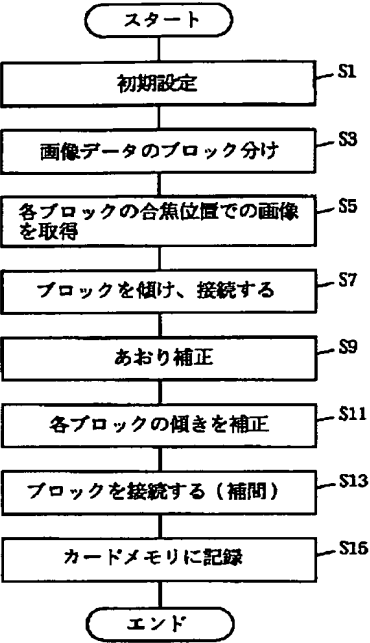 スタート
初期設定
S1
画像データのブロック分け
S3
各ブロックの合焦位置での画像
を取得
S5
ブロックを傾け、接続する
S7
あおり補正
S9
各ブロックの傾きを補正
S11
ブロックを接続する(補間)
S13
カードメモリに記録
S15
エンド